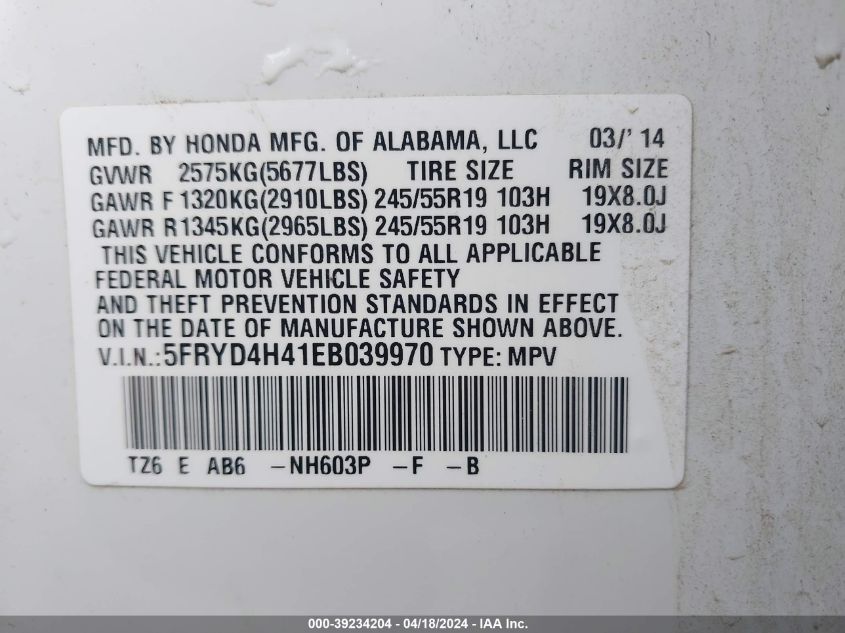 MFD. BY HONDA MFG. OF ALABAMA, LLC 03/' 14
GVWR 2575KG(5677LBS) TIRE SIZE RIM SIZE
GAWR F 1320KG(2910LBS) 245/55R19 103H 19X8.0J
GAWR R1345KG(2965LBS) 245/55R19 103H 19X8.0J
THIS VEHICLE CONFORMS TO ALL APPLICABLE
FEDERAL MOTOR VEHICLE SAFETY
AND THEFT PREVENTION STANDARDS IN EFFECT
ON THE DATE OF MANUFACTURE SHOWN ABOVE.
V.I.N.:5FRYD4H41EB039970 TYPE: MPV
TZ6 E AB6 -NH603P -F -B
000-39234204 - 04/18/2024 - IAA Inc.